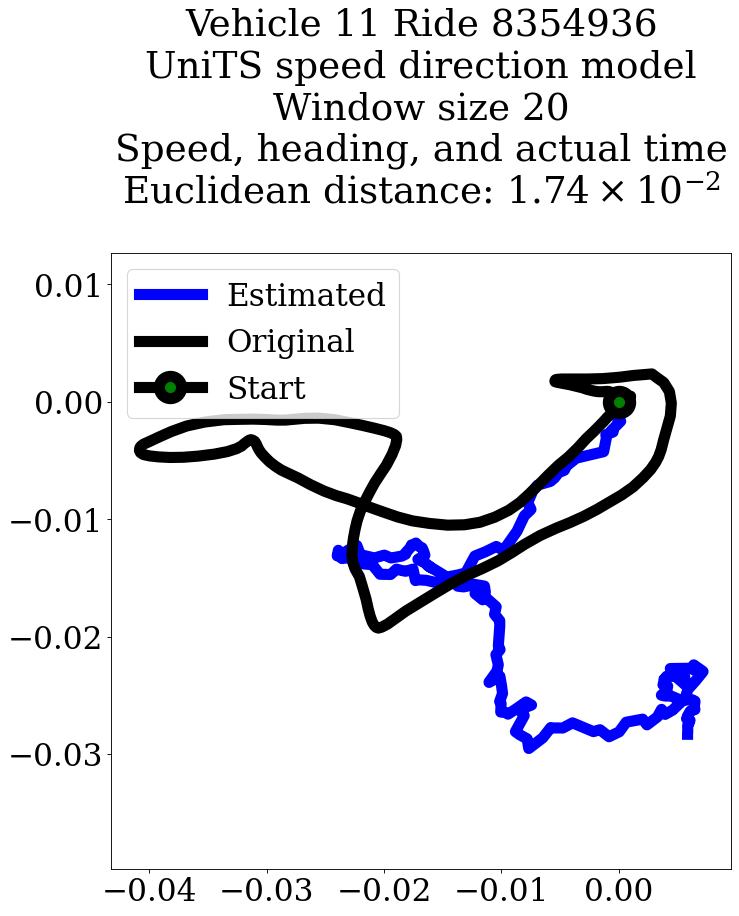 Vehicle 11 Ride 8354936
UniTS speed direction model
Window size 20
Speed, heading, and actual time
Euclidean distance: 1.74 × 10⁻²
Estimated
Original
Start
0.01
0.00
−0.01
−0.02
−0.03
−0.04 −0.03 −0.02 −0.01 0.00